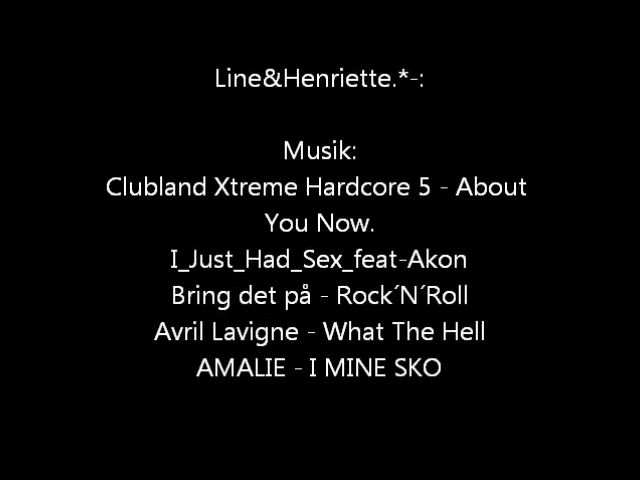 Line&Henriette.*-:
Musik:
Clubland Xtreme Hardcore 5 - About
You Now.
I_Just_Had_Sex_feat-Akon
Bring det på - Rock´N´Roll
Avril Lavigne - What The Hell
AMALIE - I MINE SKO